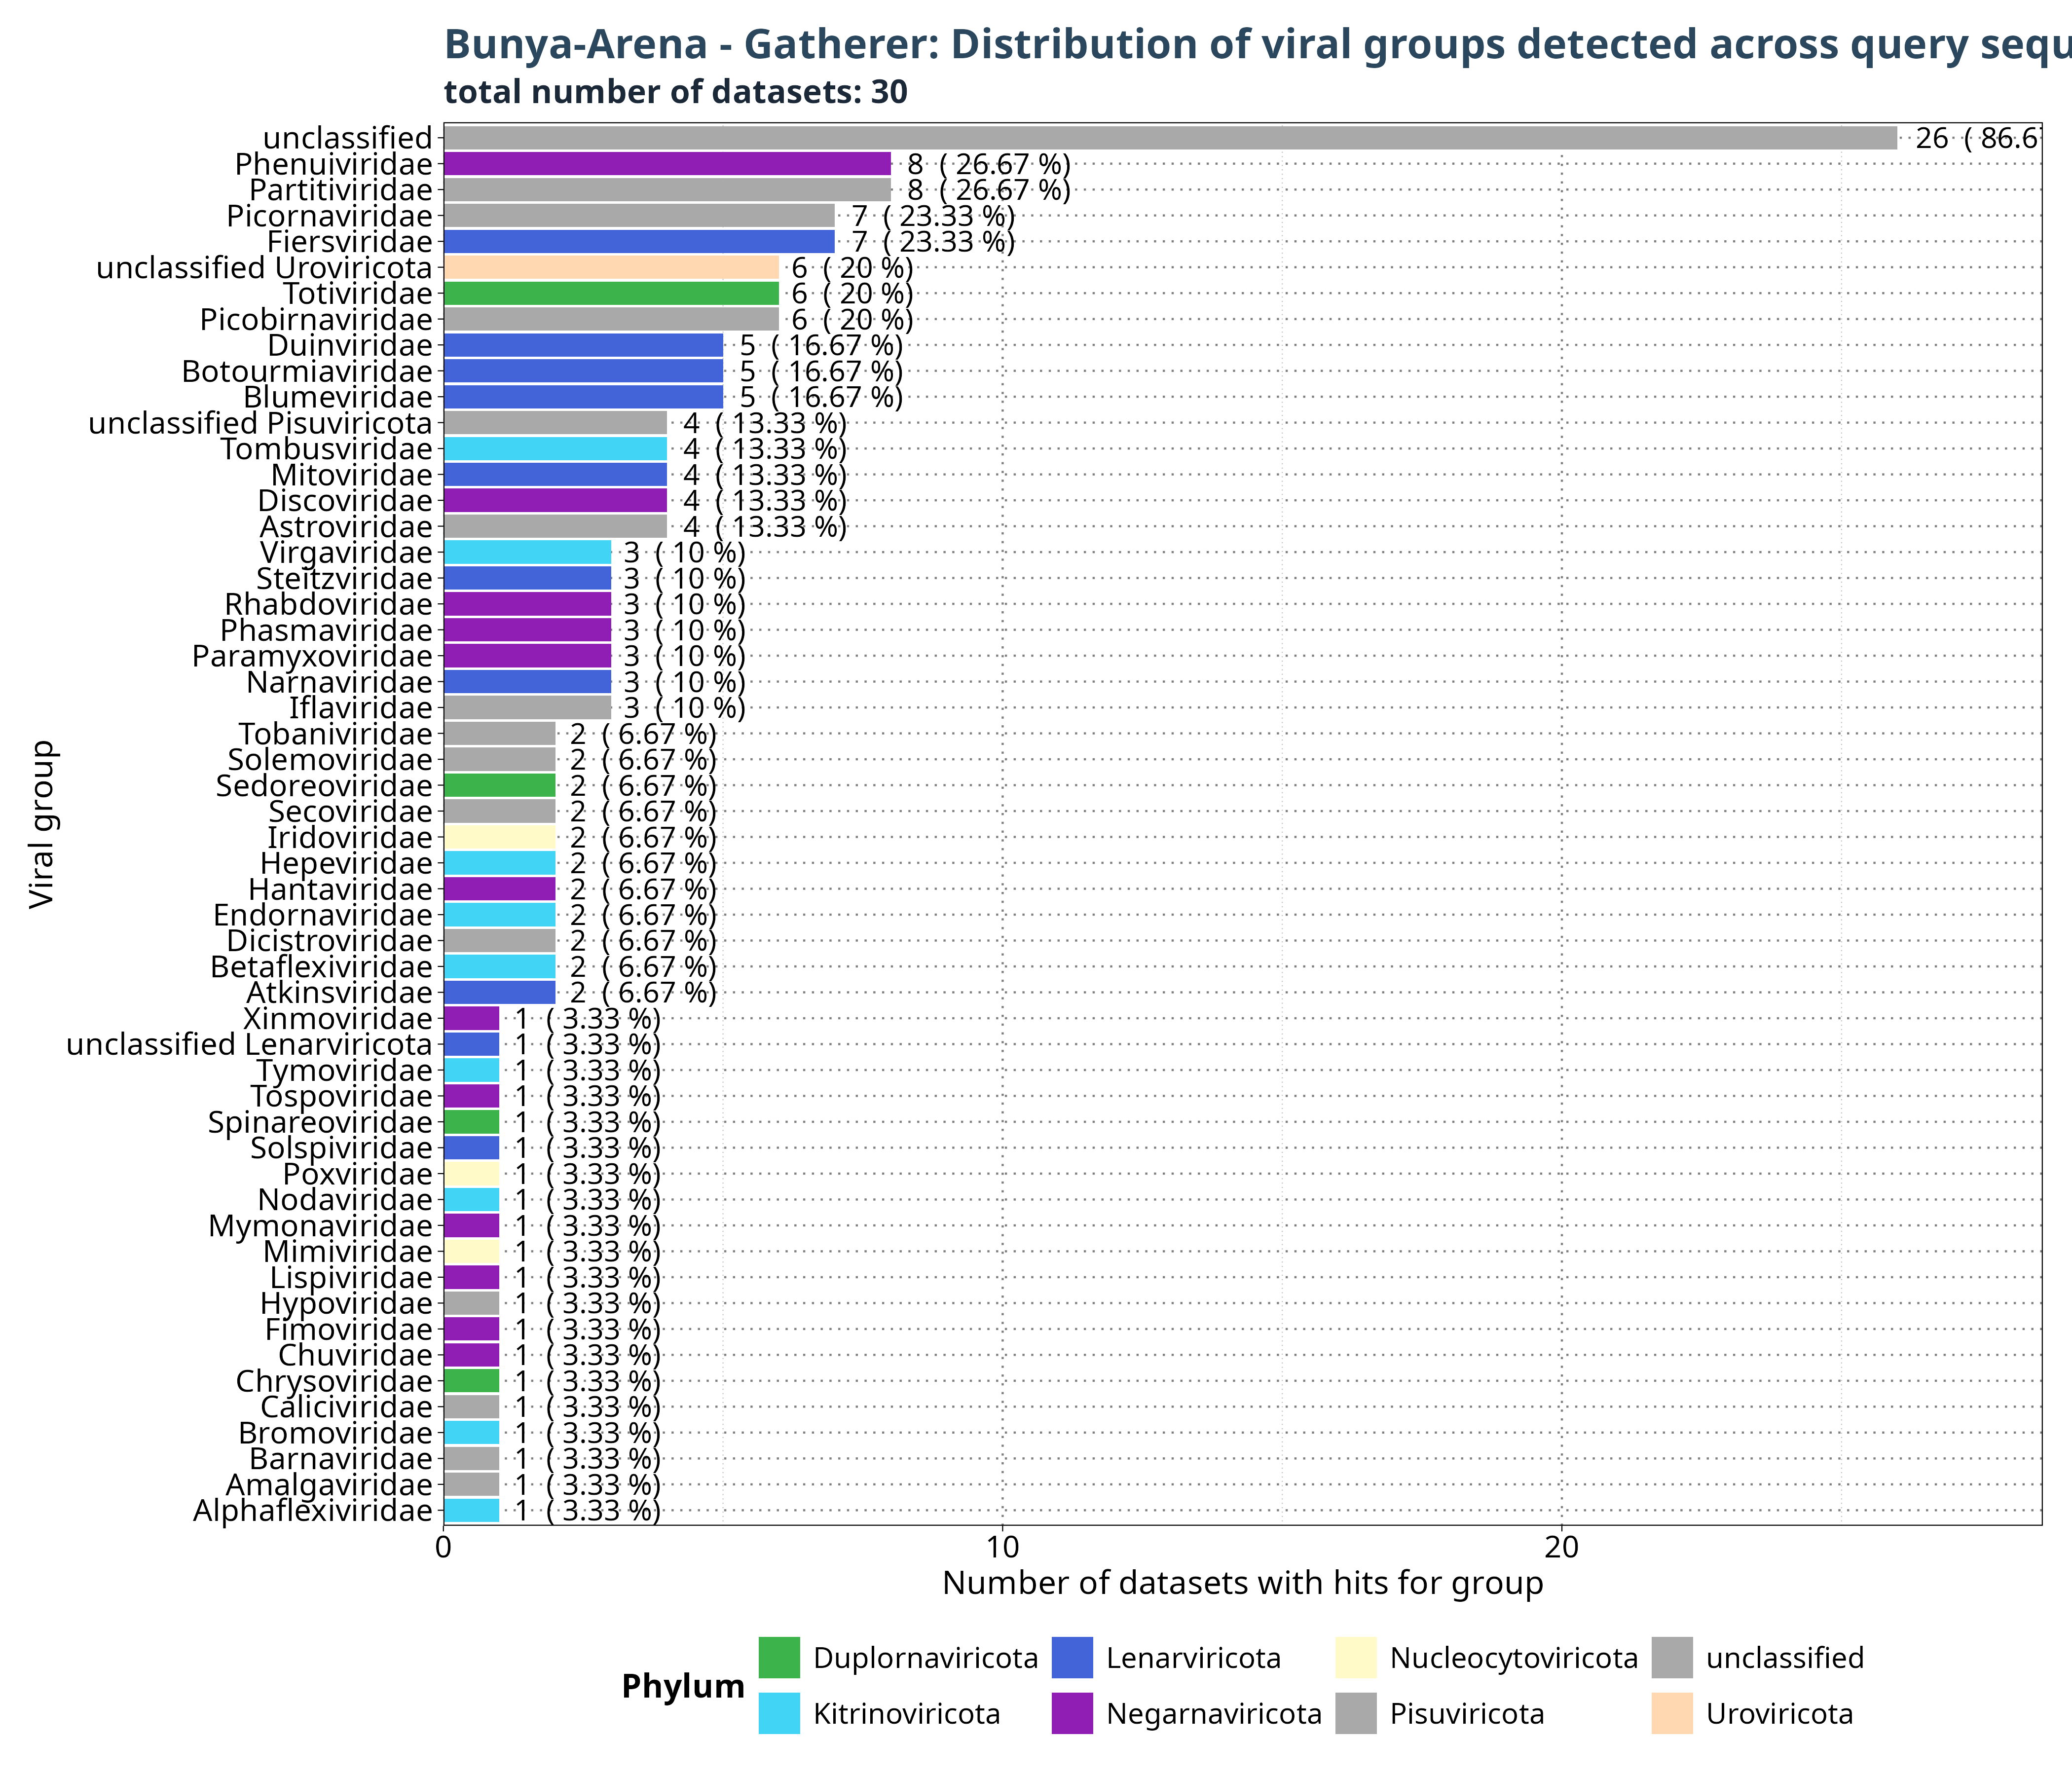 Bunya-Arena - Gatherer: Distribution of viral groups detected across query sequ
total number of datasets: 30
unclassified 26 ( 86.6
Phenuiviridae 8 ( 26.67 %)
Partitiviridae 8 ( 26.67 %)
Picornaviridae 7 ( 23.33 %)
Fiersviridae 7 ( 23.33 %)
unclassified Uroviricota 6 ( 20 %)
Totiviridae 6 ( 20 %)
Picobirnaviridae 6 ( 20 %)
Duinviridae 5 ( 16.67 %)
Botourmiaviridae 5 ( 16.67 %)
Blumeviridae 5 ( 16.67 %)
unclassified Pisuviricota 4 ( 13.33 %)
Tombusviridae 4 ( 13.33 %)
Mitoviridae 4 ( 13.33 %)
Discoviridae 4 ( 13.33 %)
Astroviridae 4 ( 13.33 %)
Virgaviridae 3 ( 10 %)
Steitzviridae 3 ( 10 %)
Rhabdoviridae 3 ( 10 %)
Phasmaviridae 3 ( 10 %)
Paramyxoviridae 3 ( 10 %)
Narnaviridae 3 ( 10 %)
Iflaviridae 3 ( 10 %)
Tobaniviridae 2 ( 6.67 %)
Solemoviridae 2 ( 6.67 %)
Sedoreoviridae 2 ( 6.67 %)
Secoviridae 2 ( 6.67 %)
Iridoviridae 2 ( 6.67 %)
Hepeviridae 2 ( 6.67 %)
Hantaviridae 2 ( 6.67 %)
Endornaviridae 2 ( 6.67 %)
Dicistroviridae 2 ( 6.67 %)
Betaflexiviridae 2 ( 6.67 %)
Atkinsviridae 2 ( 6.67 %)
Xinmoviridae 1 ( 3.33 %)
unclassified Lenarviricota 1 ( 3.33 %)
Tymoviridae 1 ( 3.33 %)
Tospoviridae 1 ( 3.33 %)
Spinareoviridae 1 ( 3.33 %)
Solspiviridae 1 ( 3.33 %)
Poxviridae 1 ( 3.33 %)
Nodaviridae 1 ( 3.33 %)
Mymonaviridae 1 ( 3.33 %)
Mimiviridae 1 ( 3.33 %)
Lispiviridae 1 ( 3.33 %)
Hypoviridae 1 ( 3.33 %)
Fimoviridae 1 ( 3.33 %)
Chuviridae 1 ( 3.33 %)
Chrysoviridae 1 ( 3.33 %)
Caliciviridae 1 ( 3.33 %)
Bromoviridae 1 ( 3.33 %)
Barnaviridae 1 ( 3.33 %)
Amalgaviridae 1 ( 3.33 %)
Alphaflexiviridae 1 ( 3.33 %)
Viral group
0 10 20
Number of datasets with hits for group
Phylum
Duplornaviricota Lenarviricota Nucleocytoviricota unclassified
Kitrinoviricota Negarnaviricota Pisuviricota Uroviricota